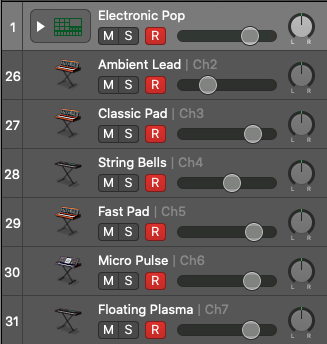 1
Electronic Pop
M S R
L R
26
Ambient Lead | Ch2
M S R
L R
27
Classic Pad | Ch3
M S R
L R
28
String Bells | Ch4
M S R
L R
29
Fast Pad | Ch5
M S R
L R
30
Micro Pulse | Ch6
M S R
L R
31
Floating Plasma | Ch7
M S R
L R